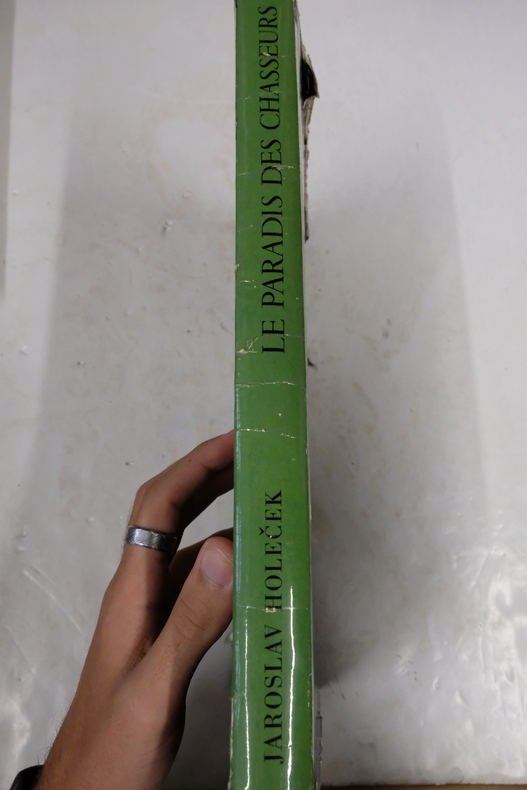 JAROSLAV HOLEČEK
LE PARADIS DES CHASSEURS